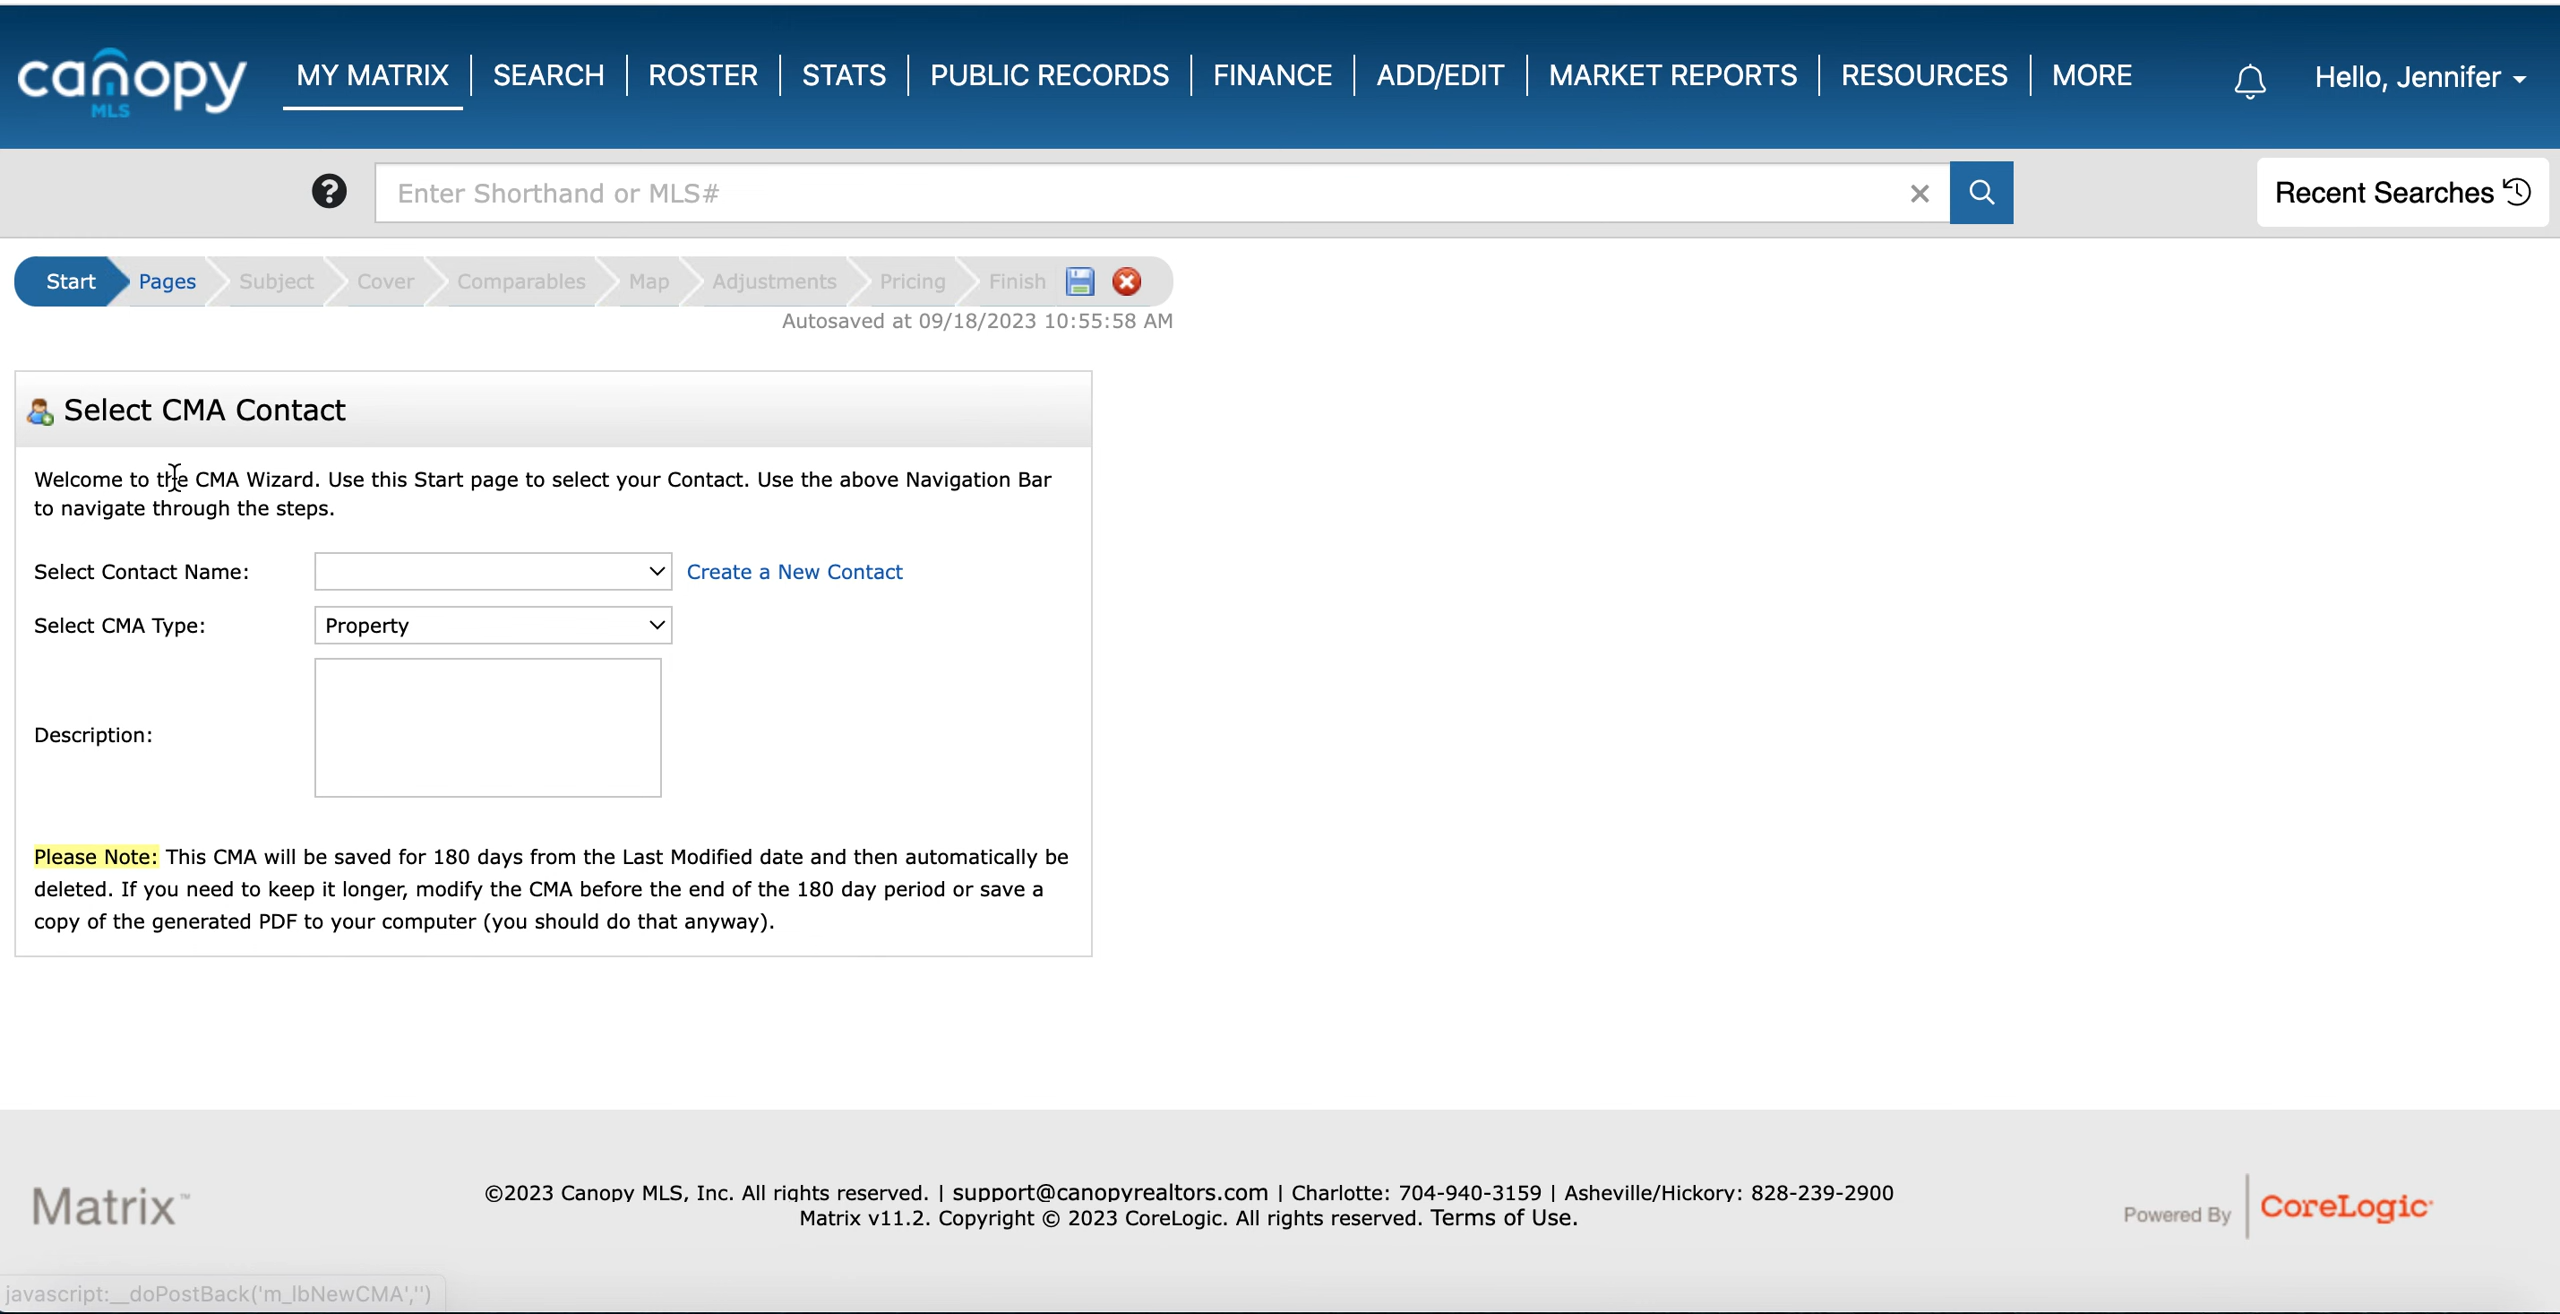 canopy
MLS
MY MATRIX SEARCH ROSTER STATS PUBLIC RECORDS FINANCE ADD/EDIT MARKET REPORTS RESOURCES MORE
Hello, Jennifer
?
Enter Shorthand or MLS#
Recent Searches
Start Pages Subject Cover Comparables Map Adjustments Pricing Finish
Autosaved at 09/18/2023 10:55:58 AM
Select CMA Contact
Welcome to the CMA Wizard. Use this Start page to select your Contact. Use the above Navigation Bar
to navigate through the steps.
Select Contact Name:
Create a New Contact
Select CMA Type:
Property
Description:
Please Note: This CMA will be saved for 180 days from the Last Modified date and then automatically be
deleted. If you need to keep it longer, modify the CMA before the end of the 180 day period or save a
copy of the generated PDF to your computer (you should do that anyway).
Matrix™
©2023 Canopy MLS, Inc. All rights reserved. | support@canopyrealtors.com | Charlotte: 704-940-3159 | Asheville/Hickory: 828-239-2900
Matrix v11.2. Copyright © 2023 CoreLogic. All rights reserved. Terms of Use.
Powered By
CoreLogic
javascript:__doPostBack('m_lbNewCMA','')